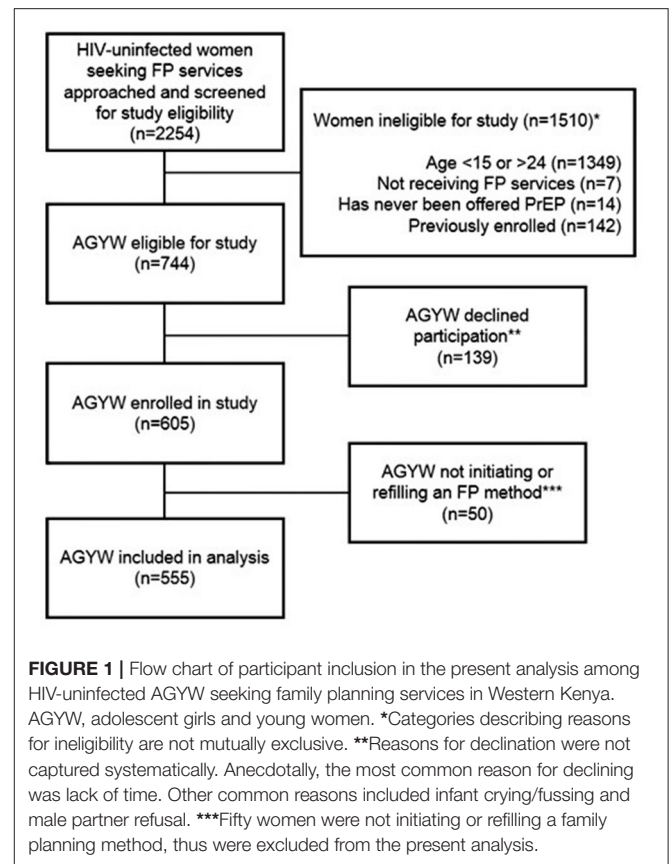 HIV-uninfected women
seeking FP services
approached and screened
for study eligibility
(n=2254)
Women ineligible for study (n=1510)*
Age <15 or >24 (n=1349)
Not receiving FP services (n=7)
Has never been offered PrEP (n=14)
Previously enrolled (n=142)
AGYW eligible for study
(n=744)
AGYW declined
participation**
(n=139)
AGYW enrolled in study
(n=605)
AGYW not initiating or
refilling an FP method***
(n=50)
AGYW included in analysis
(n=555)
FIGURE 1 | Flow chart of participant inclusion in the present analysis among
HIV-uninfected AGYW seeking family planning services in Western Kenya.
AGYW, adolescent girls and young women. *Categories describing reasons
for ineligibility are not mutually exclusive. **Reasons for declination were not
captured systematically. Anecdotally, the most common reason for declining
was lack of time. Other common reasons included infant crying/fussing and
male partner refusal. ***Fifty women were not initiating or refilling a family
planning method, thus were excluded from the present analysis.